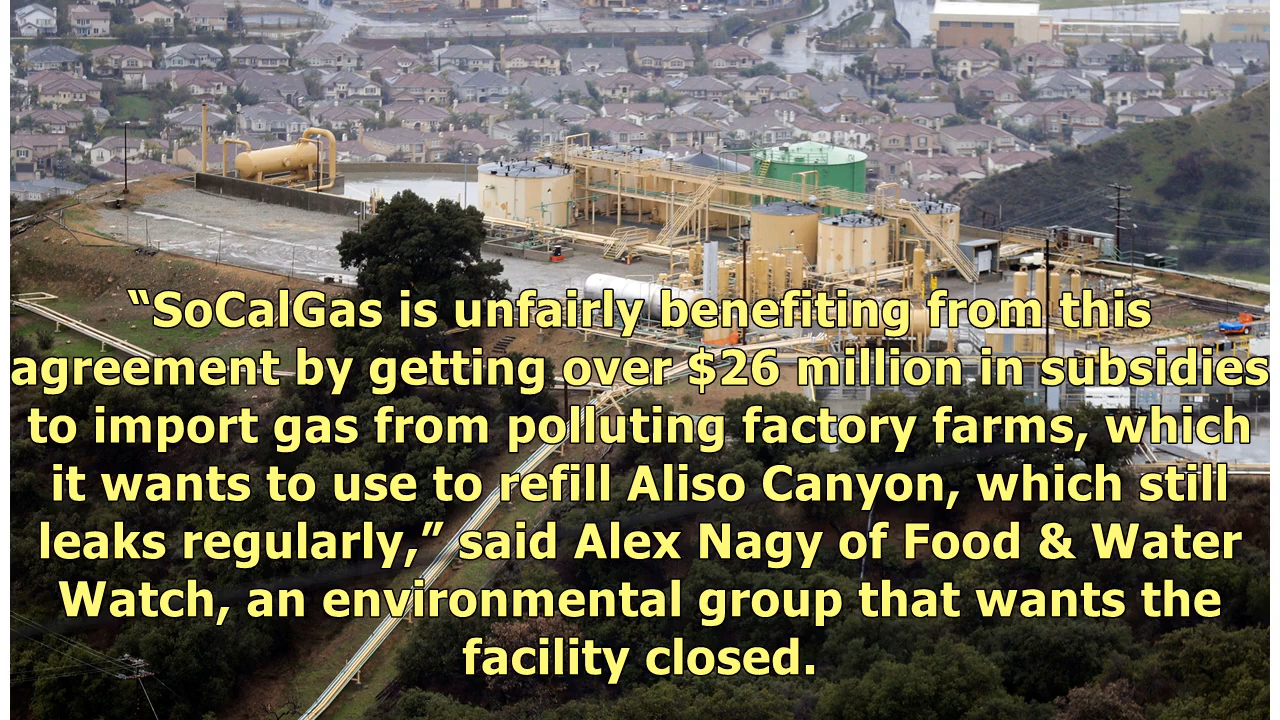 “SoCalGas is unfairly benefiting from this
agreement by getting over $26 million in subsidies
to import gas from polluting factory farms, which
it wants to use to refill Aliso Canyon, which still
leaks regularly,” said Alex Nagy of Food & Water
Watch, an environmental group that wants the
facility closed.